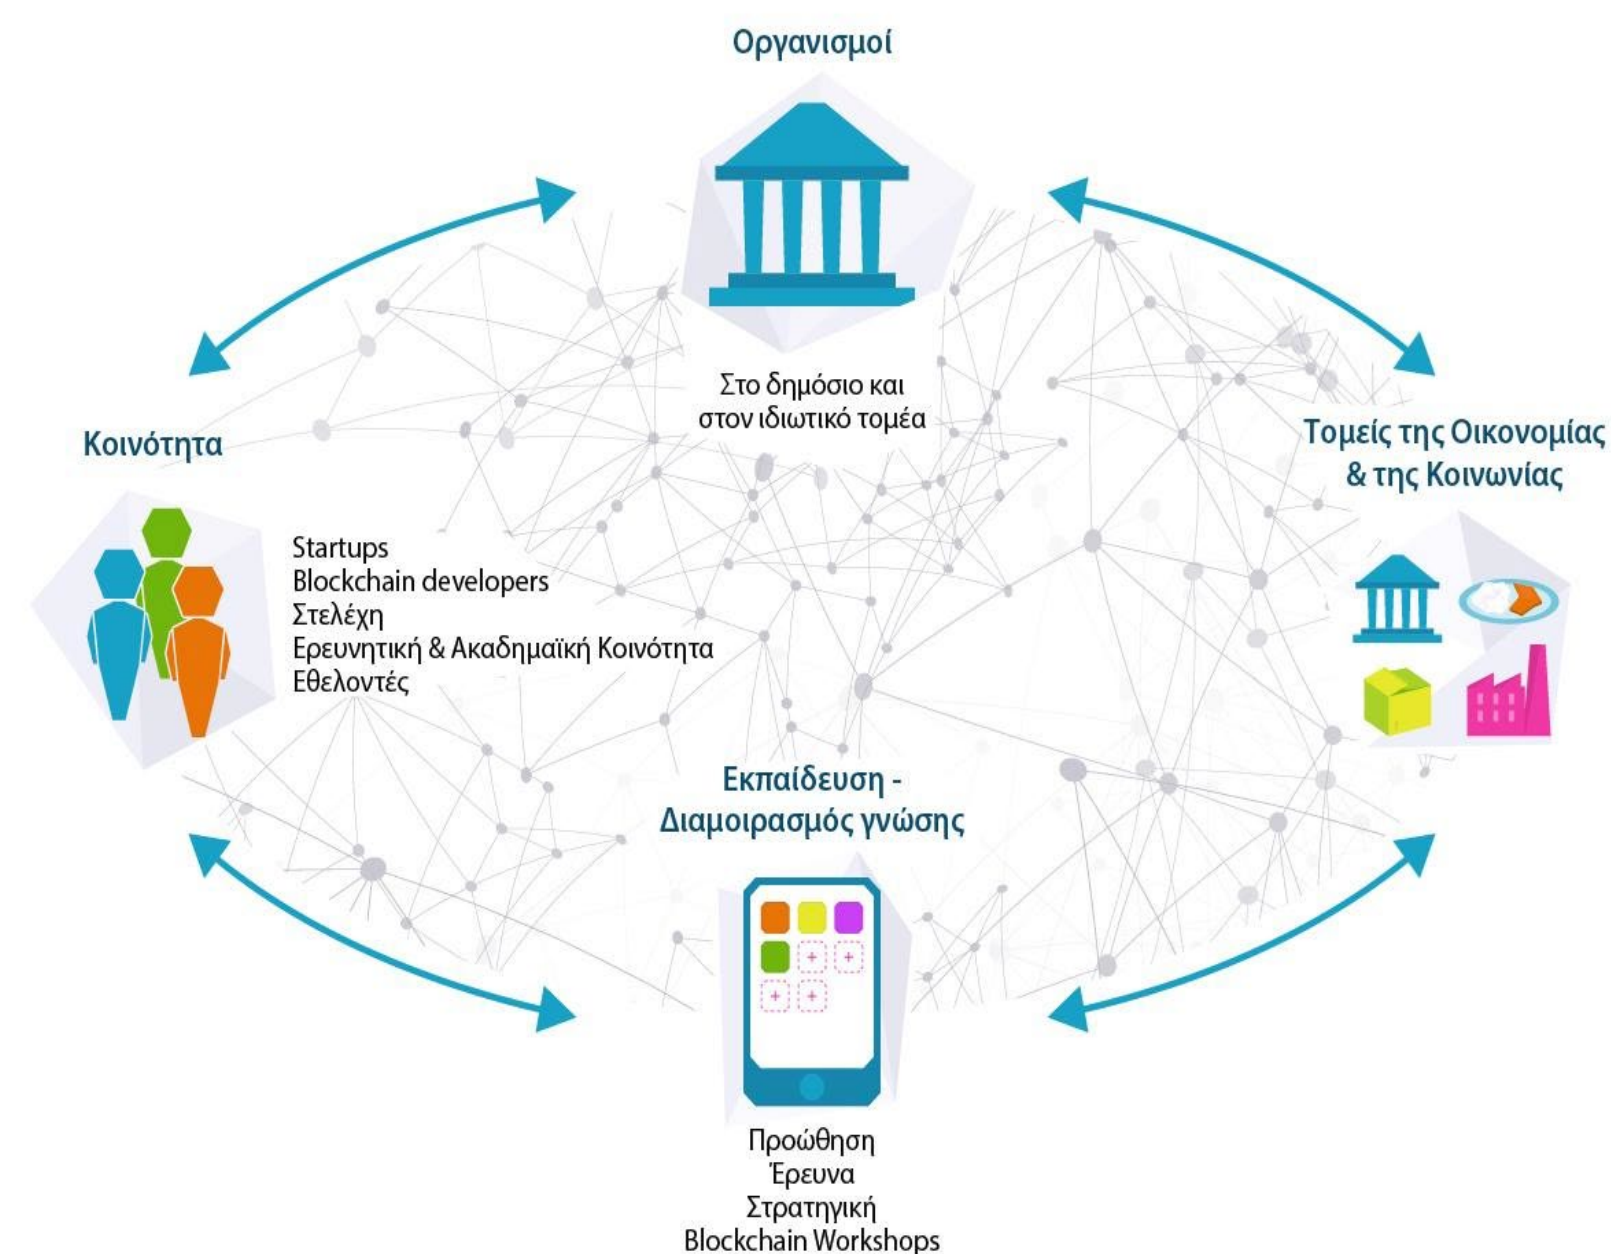 Οργανισμοί
Στο δημόσιο και
στον ιδιωτικό τομέα
Κοινότητα
Startups
Blockchain developers
Στελέχη
Ερευνητική & Ακαδημαϊκή Κοινότητα
Εθελοντές
Τομείς της Οικονομίας
& της Κοινωνίας
Εκπαίδευση -
Διαμοιρασμός γνώσης
Προώθηση
Έρευνα
Στρατηγική
Blockchain Workshops